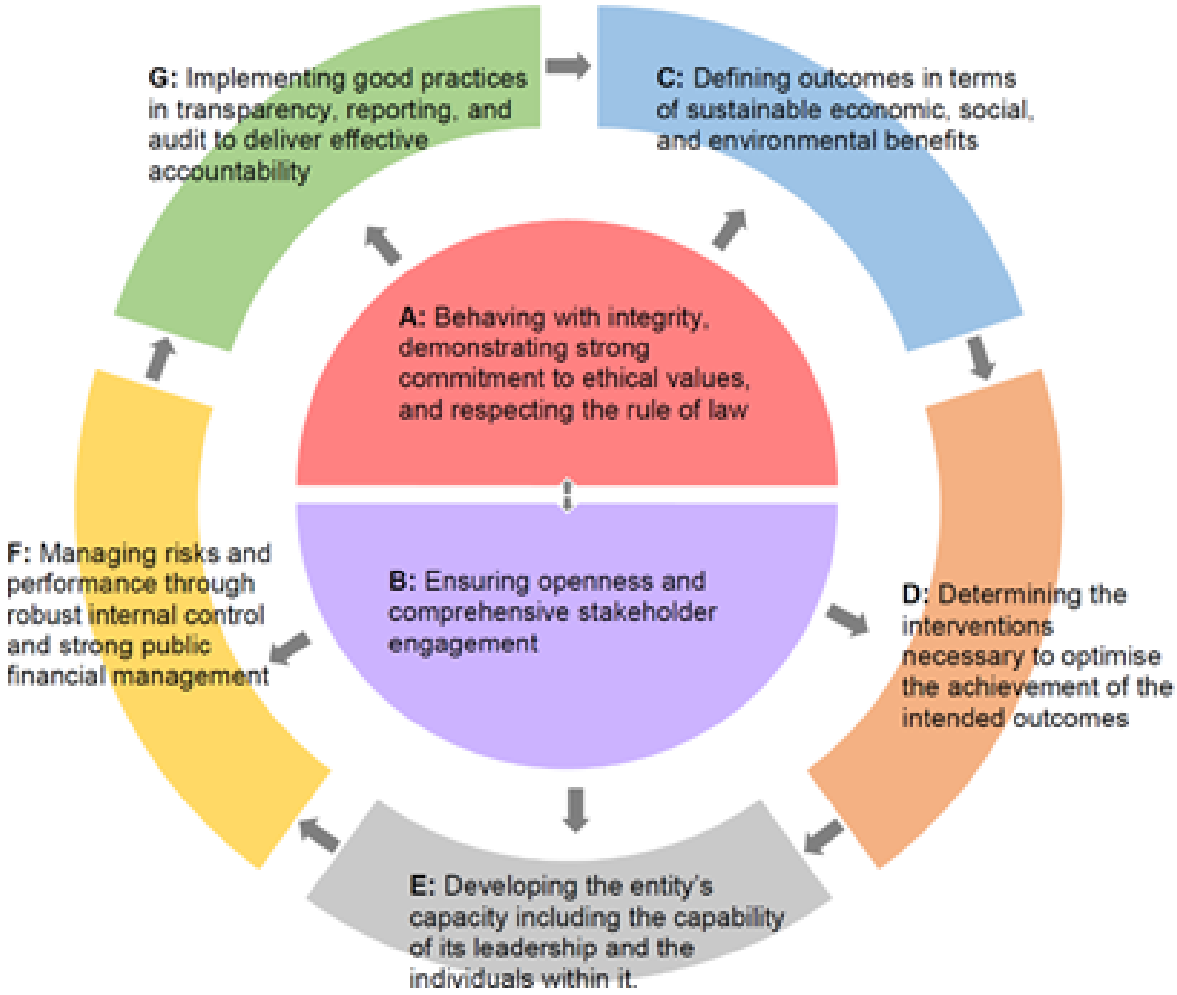 G: Implementing good practices
in transparency, reporting, and
audit to deliver effective
accountability
C: Defining outcomes in terms
of sustainable economic, social,
and environmental benefits
A: Behaving with integrity,
demonstrating strong
commitment to ethical values,
and respecting the rule of law
B: Ensuring openness and
comprehensive stakeholder
engagement
F: Managing risks and
performance through
robust internal control
and strong public
financial management
D: Determining the
interventions
necessary to optimise
the achievement of the
intended outcomes
E: Developing the entity's
capacity including the capability
of its leadership and the
individuals within it.